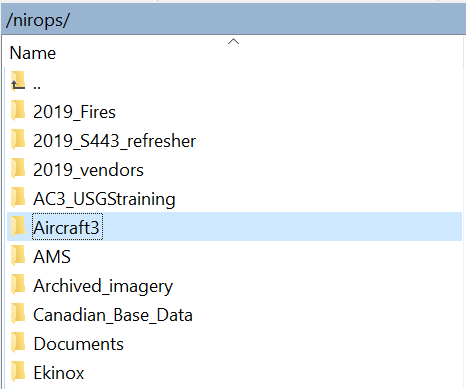 /nirops/
Name
..
2019_Fires
2019_S443_refresher
2019_vendors
AC3_USGStraining
Aircraft3
AMS
Archived_imagery
Canadian_Base_Data
Documents
Ekinox